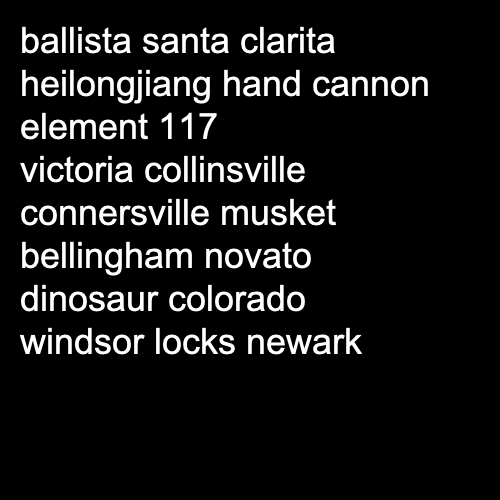 ballista santa clarita
heilongjiang hand cannon
element 117
victoria collinsville
connersville musket
bellingham novato
dinosaur colorado
windsor locks newark